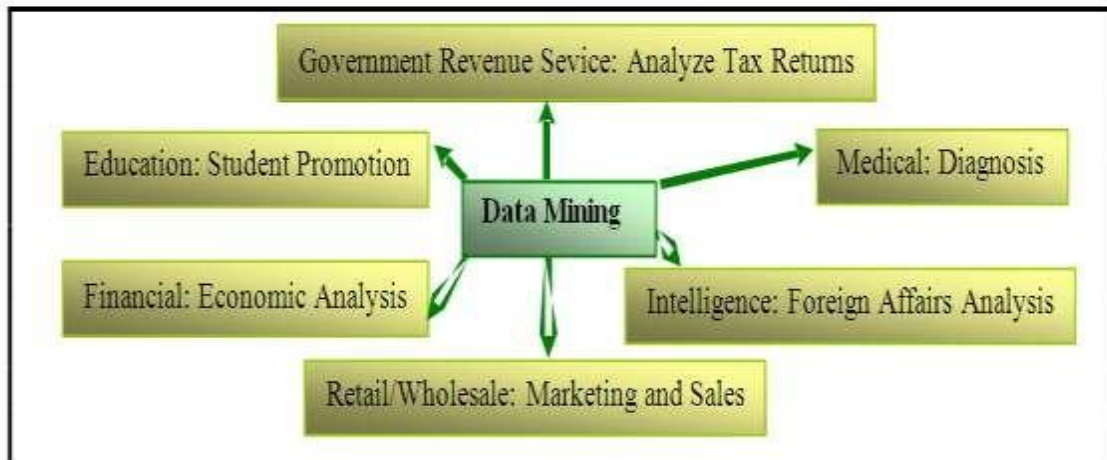 Government Revenue Sevice: Analyze Tax Returns
Education: Student Promotion
Medical: Diagnosis
Data Mining
Financial: Economic Analysis
Intelligence: Foreign Affairs Analysis
Retail/Wholesale: Marketing and Sales